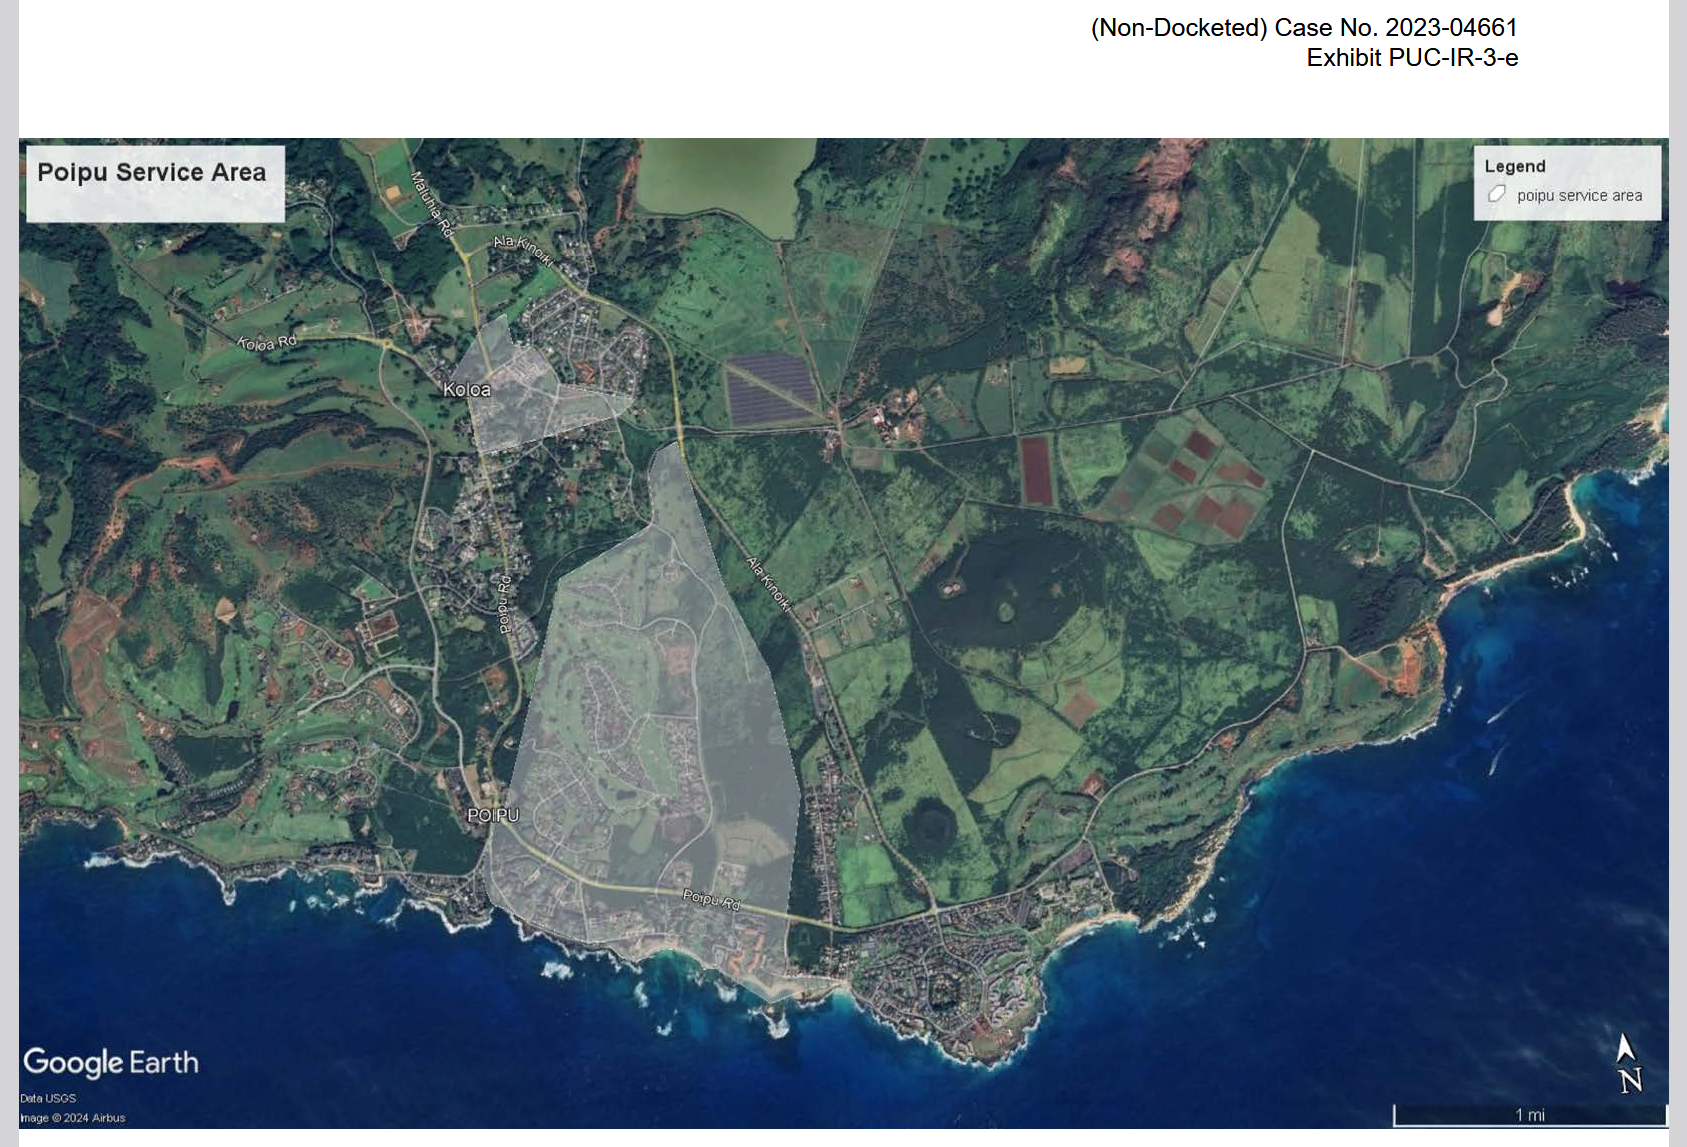 (Non-Docketed) Case No. 2023-04661
Exhibit PUC-IR-3-e
Poipu Service Area
Legend
poipu service area
Maluhia Rd
Ala Kinoiki
Koloa Rd
Koloa
Ala Kinoiki
Poipu Rd
POIPU
Poipu Rd
Google Earth
Data USGS
Image © 2024 Airbus
N
1 mi